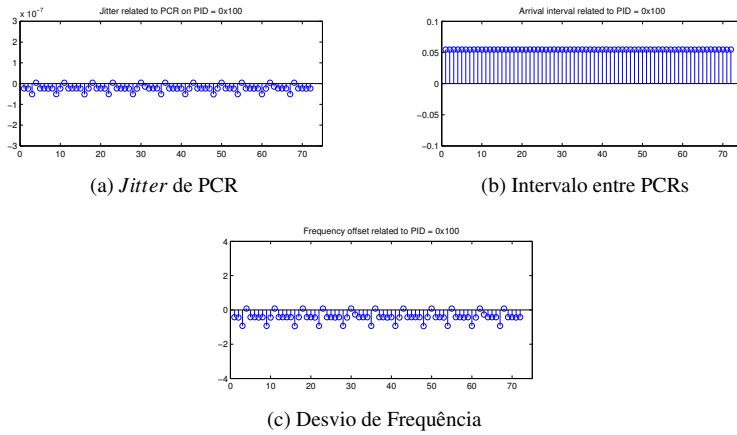 Jitter related to PCR on PID = 0x100
x 10⁻⁷
3
2
1
0
−1
−2
−3
0 10 20 30 40 50 60 70
(a) Jitter de PCR
Arrival interval related to PID = 0x100
0.1
0.05
0
−0.05
−0.1
0 10 20 30 40 50 60 70
(b) Intervalo entre PCRs
Frequency offset related to PID = 0x100
4
2
0
−2
−4
0 10 20 30 40 50 60 70
(c) Desvio de Frequência